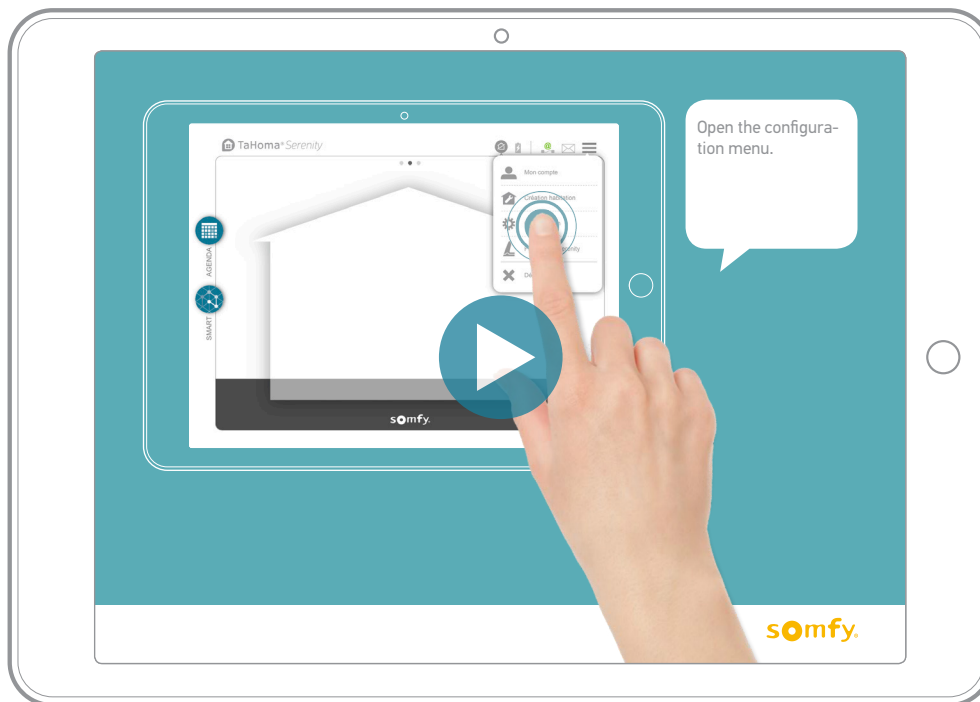 Open the configura-
tion menu.
TaHoma® Serenity
Mon compte
Création habitation
AGENDA
SMART
somfy.
somfy.